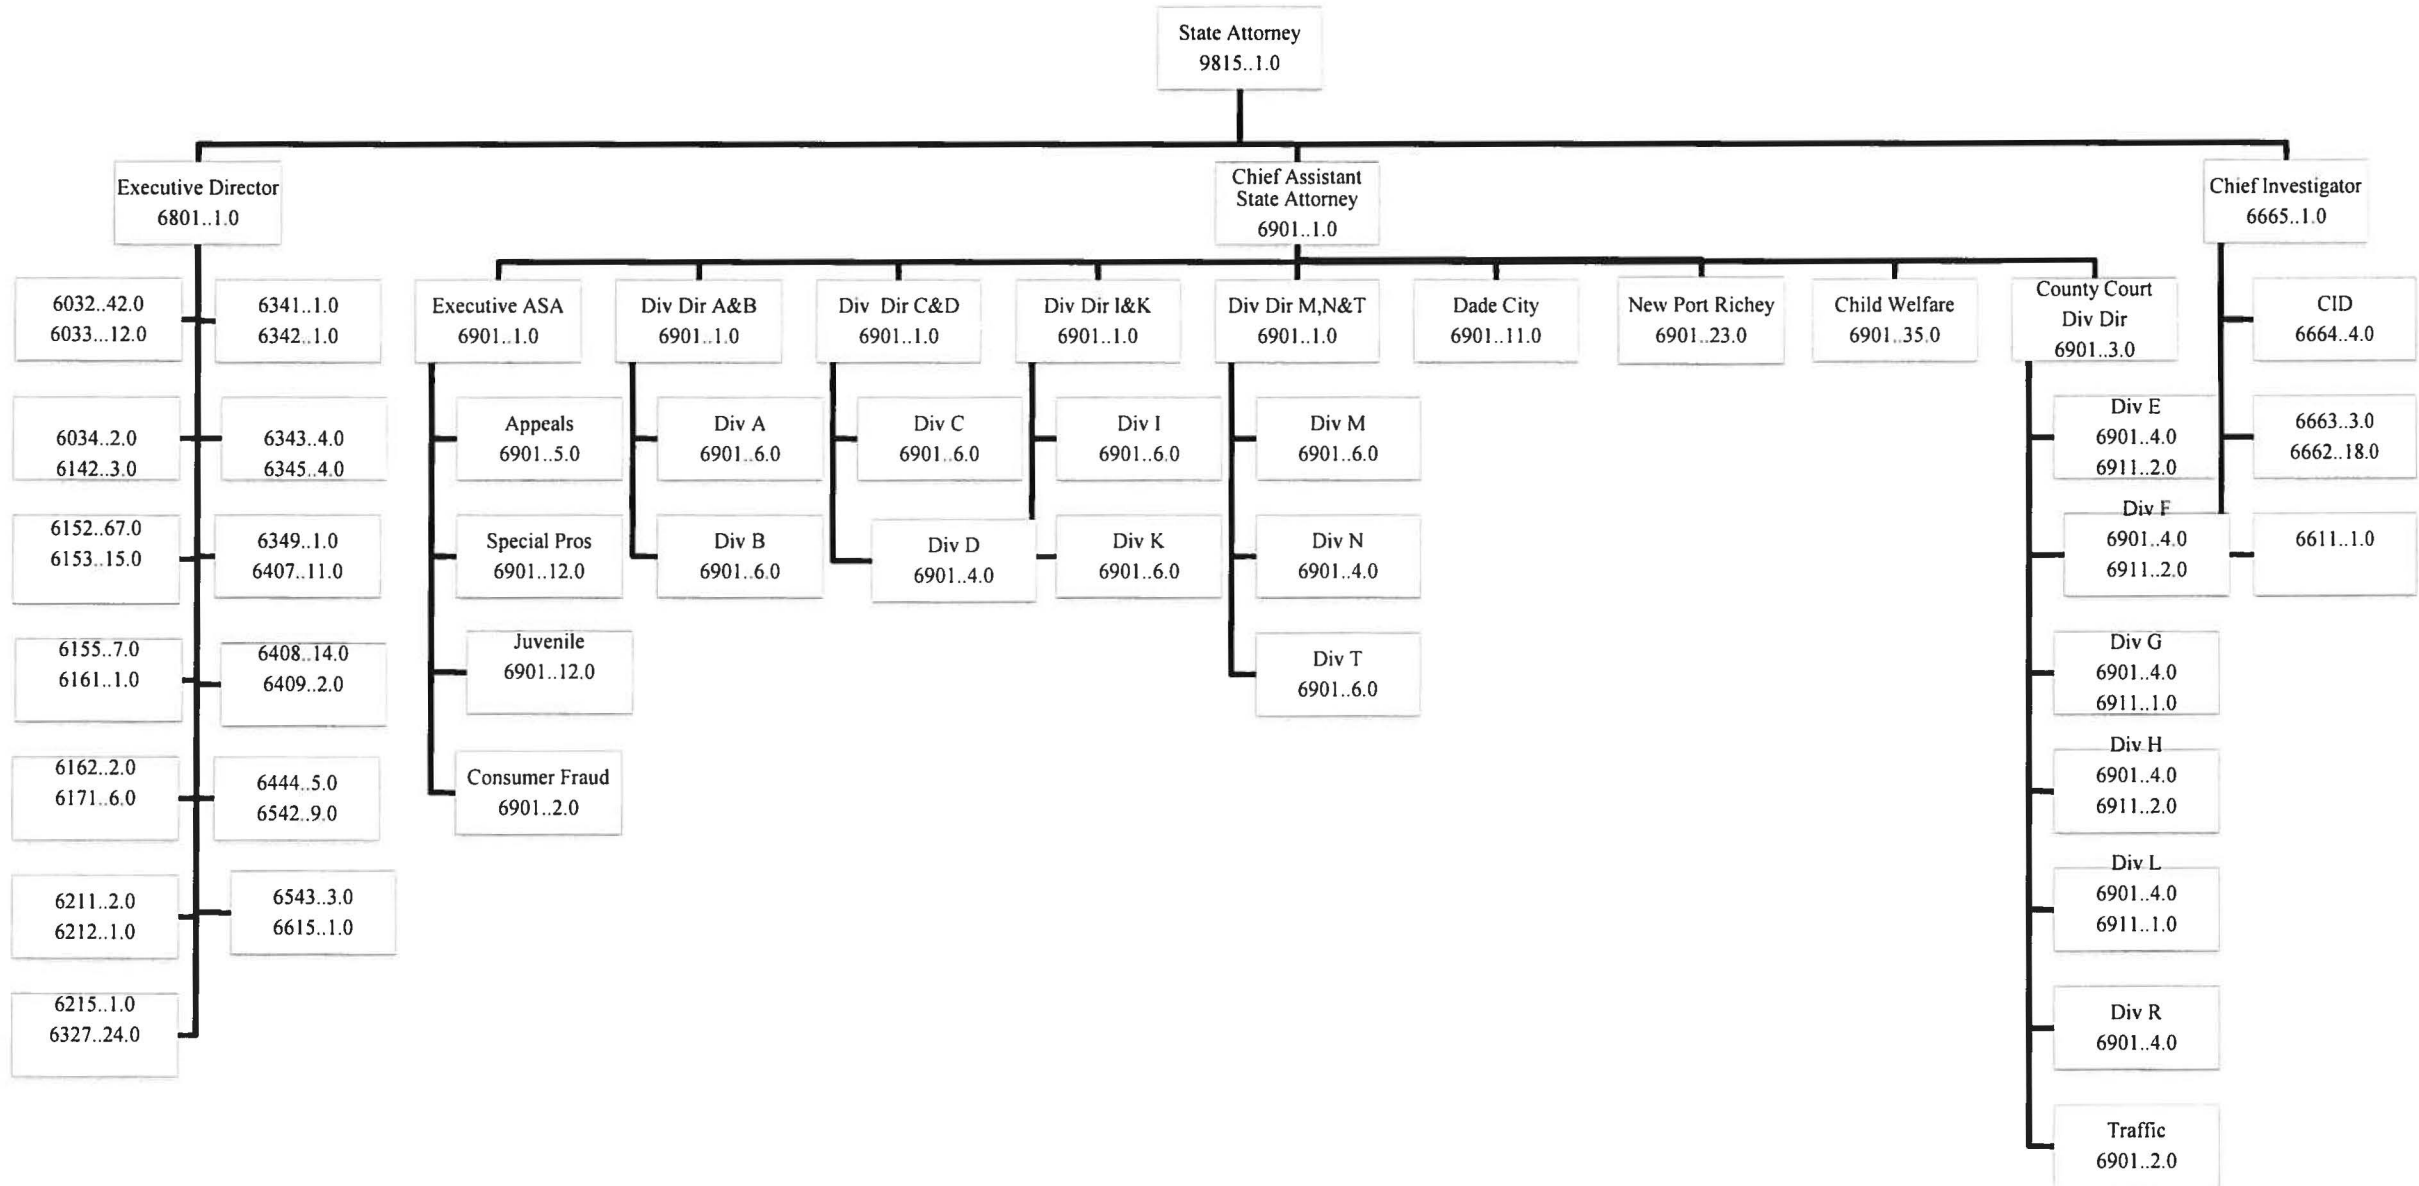 State Attorney
9815..1.0
Executive Director
6801..1.0
Chief Assistant
State Attorney
6901..1.0
Chief Investigator
6665..1.0
6032..42.0
6033...12.0
6341..1.0
6342..1.0
6034..2.0
6142..3.0
6343..4.0
6345..4.0
6152..67.0
6153..15.0
6349..1.0
6407..11.0
6155..7.0
6161..1.0
6408..14.0
6409..2.0
6162..2.0
6171..6.0
6444..5.0
6542..9.0
6211..2.0
6212..1.0
6543..3.0
6615..1.0
6215..1.0
6327..24.0
Executive ASA
6901..1.0
Appeals
6901..5.0
Special Pros
6901..12.0
Juvenile
6901..12.0
Consumer Fraud
6901..2.0
Div Dir A&B
6901..1.0
Div A
6901..6.0
Div B
6901..6.0
Div Dir C&D
6901..1.0
Div C
6901..6.0
Div D
6901..4.0
Div Dir I&K
6901..1.0
Div I
6901..6.0
Div K
6901..6.0
Div Dir M,N&T
6901..1.0
Div M
6901..6.0
Div N
6901..4.0
Div T
6901..6.0
Dade City
6901..11.0
New Port Richey
6901..23.0
Child Welfare
6901..35.0
County Court
Div Dir
6901..3.0
Div E
6901..4.0
6911..2.0
Div F
6901..4.0
6911..2.0
Div G
6901..4.0
6911..1.0
Div H
6901..4.0
6911..2.0
Div L
6901..4.0
6911..1.0
Div R
6901..4.0
Traffic
6901..2.0
CID
6664..4.0
6663..3.0
6662..18.0
6611..1.0